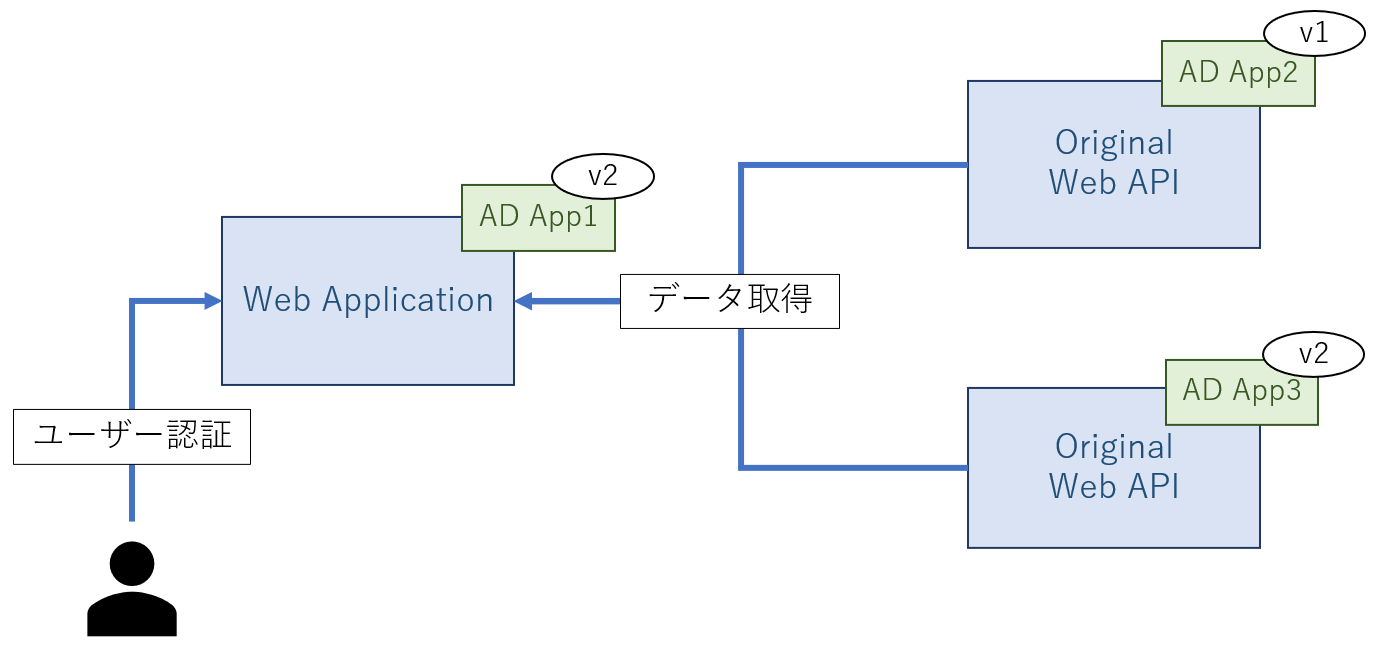 v1
AD App2
Original
Web API
v2
AD App1
Web Application
データ取得
v2
AD App3
Original
Web API
ユーザー認証